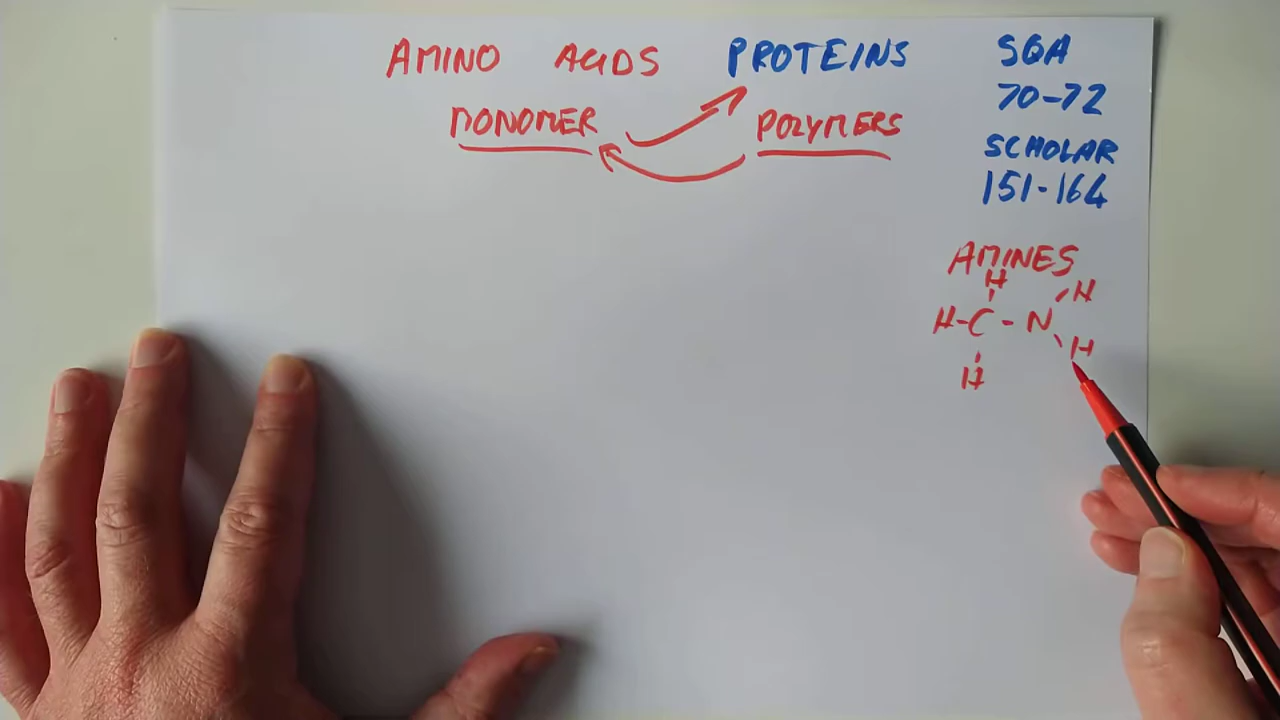 AMINO ACIDS PROTEINS
MONOMER POLYMERS
SQA
70-72
SCHOLAR
151-164
AMINES
H H
H-C-N
H
H